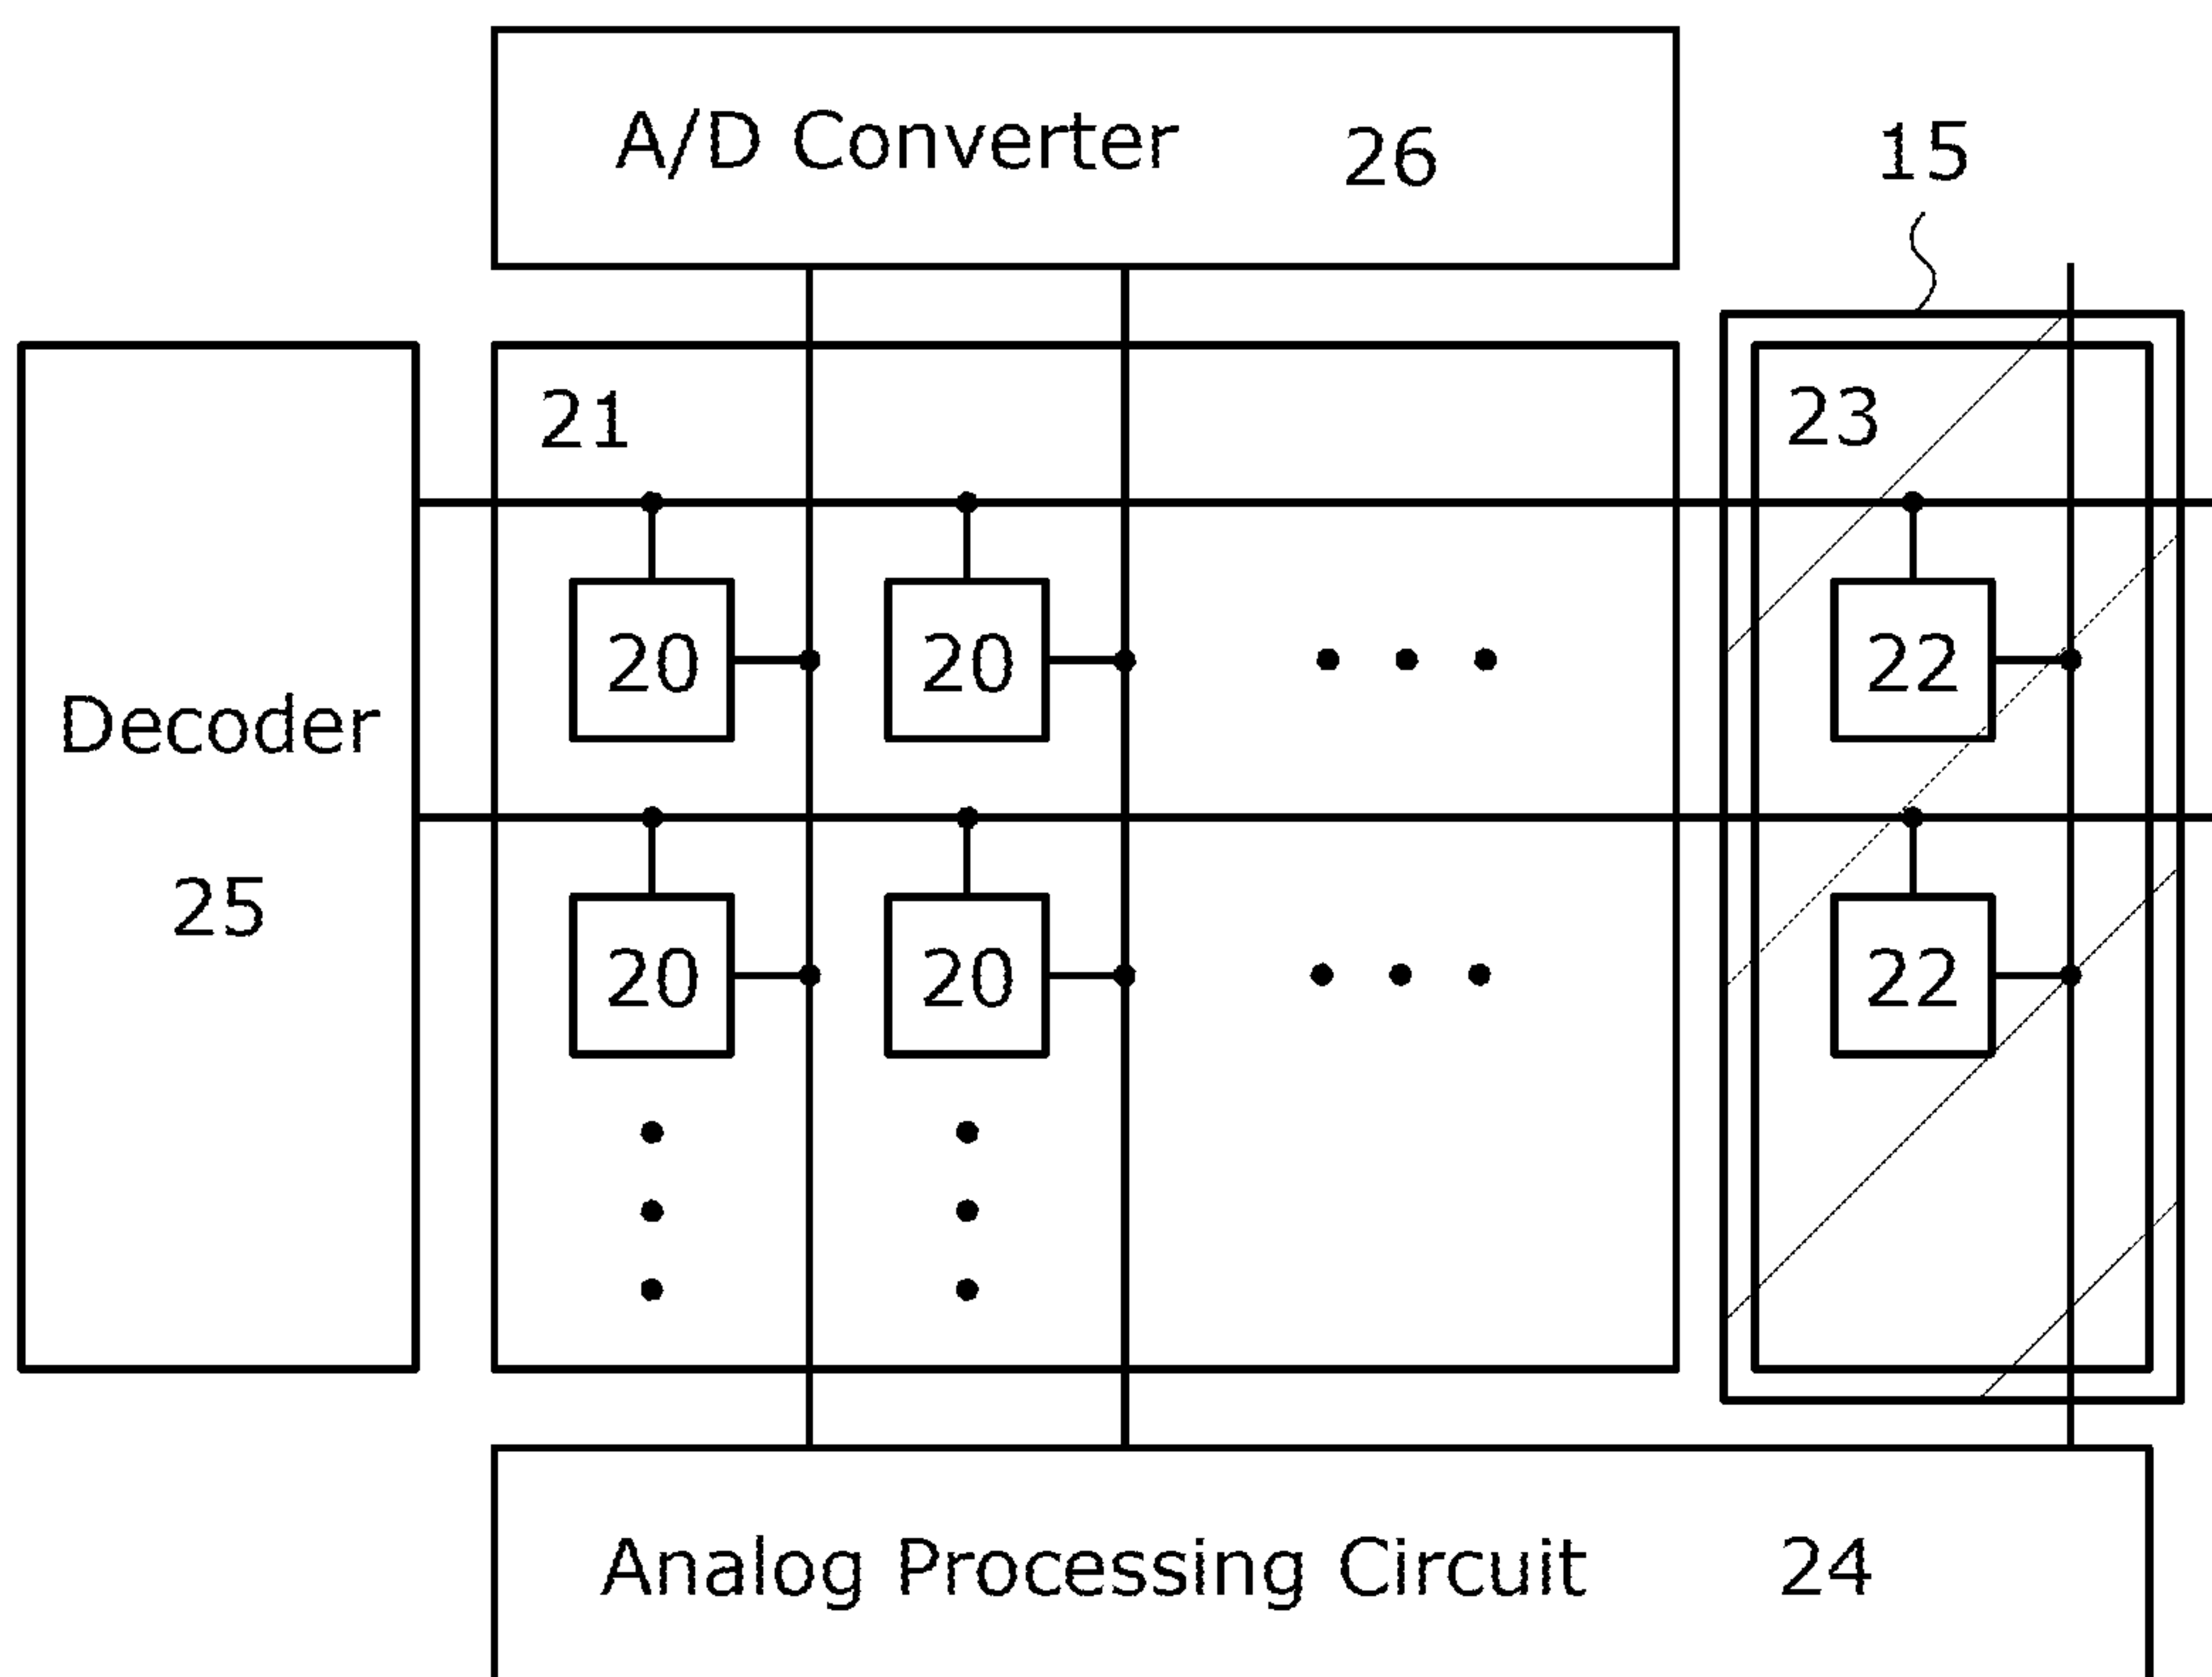 A/D Converter 26
15
21
23
20 20 22
Decoder
25
20 20 22
Analog Processing Circuit 24